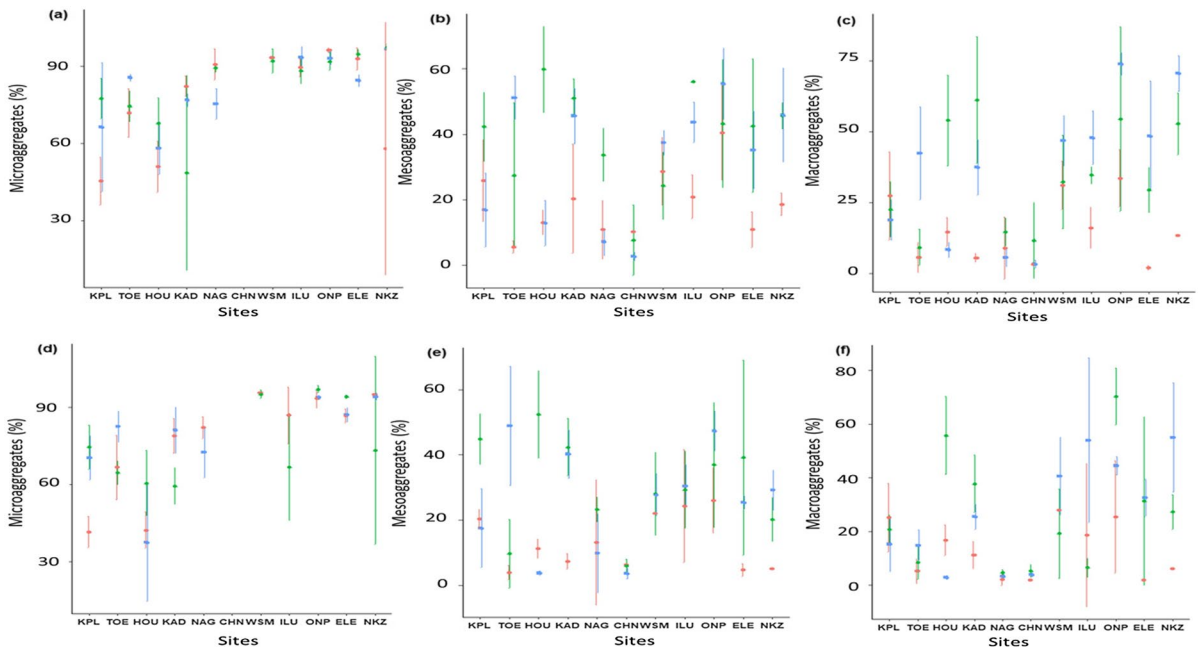 (a)
Microaggregates (%)
90
60
30
KPL TOE HOU KAD NAG CHN WSM ILU ONP ELE NKZ
Sites
(b)
Mesoaggregates (%)
60
40
20
0
KPL TOE HOU KAD NAG CHN WSM ILU ONP ELE NKZ
Sites
(c)
Macroaggregates (%)
75
50
25
0
KPL TOE HOU KAD NAG CHN WSM ILU ONP ELE NKZ
Sites
(d)
Microaggregates (%)
90
60
30
KPL TOE HOU KAD NAG CHN WSM ILU ONP ELE NKZ
Sites
(e)
Mesoaggregates (%)
60
40
20
0
KPL TOE HOU KAD NAG CHN WSM ILU ONP ELE NKZ
Sites
(f)
Macroaggregates (%)
80
60
40
20
0
KPL TOE HOU KAD NAG CHN WSM ILU ONP ELE NKZ
Sites